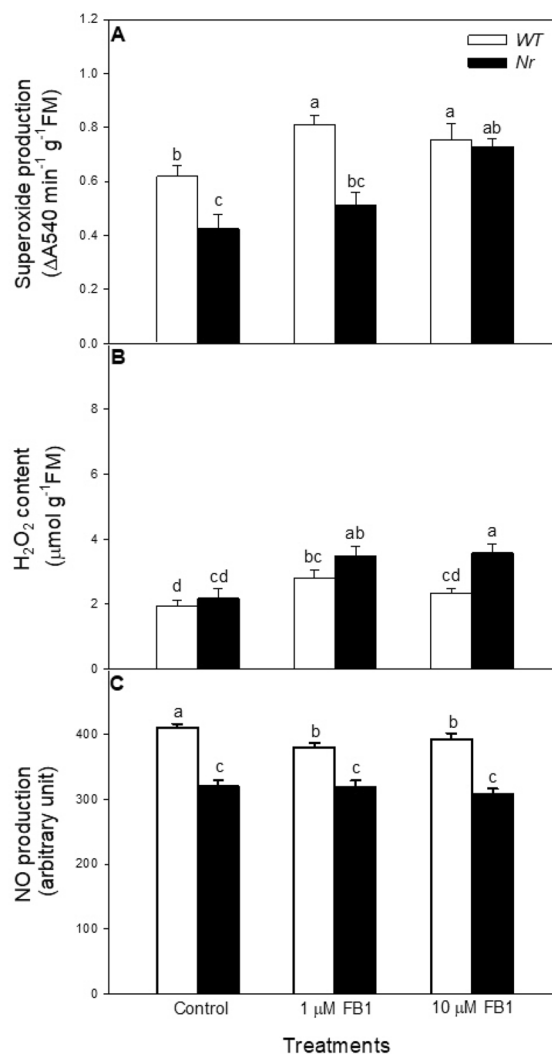 A
WT
Nr
Superoxide production
(ΔA540 min⁻¹ g⁻¹FM)
1.2
1.0
0.8
0.6
0.4
0.2
0.0
b
c
a
bc
a
ab
B
H₂O₂ content
(μmol g⁻¹FM)
8
6
4
2
0
d
cd
bc
ab
cd
a
C
NO production
(arbitrary unit)
400
300
200
100
0
a
c
b
c
b
c
Control 1 μM FB1 10 μM FB1
Treatments